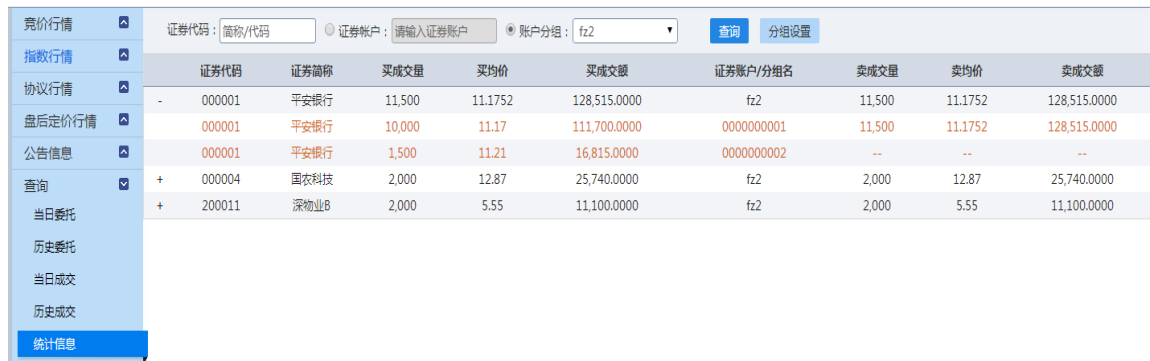 竞价行情
指数行情
协议行情
盘后定价行情
公告信息
查询
当日委托
历史委托
当日成交
历史成交
统计信息
证券代码： 简称/代码 证券帐户： 请输入证券账户 账户分组： fz2 查询 分组设置
证券代码 证券简称 买成交量 买均价 买成交额 证券账户/分组名 卖成交量 卖均价 卖成交额
- 000001 平安银行 11,500 11.1752 128,515.0000 fz2 11,500 11.1752 128,515.0000
000001 平安银行 10,000 11.17 111,700.0000 0000000001 11,500 11.1752 128,515.0000
000001 平安银行 1,500 11.21 16,815.0000 0000000002 -- -- --
+ 000004 国农科技 2,000 12.87 25,740.0000 fz2 2,000 12.87 25,740.0000
+ 200011 深物业B 2,000 5.55 11,100.0000 fz2 2,000 5.55 11,100.0000